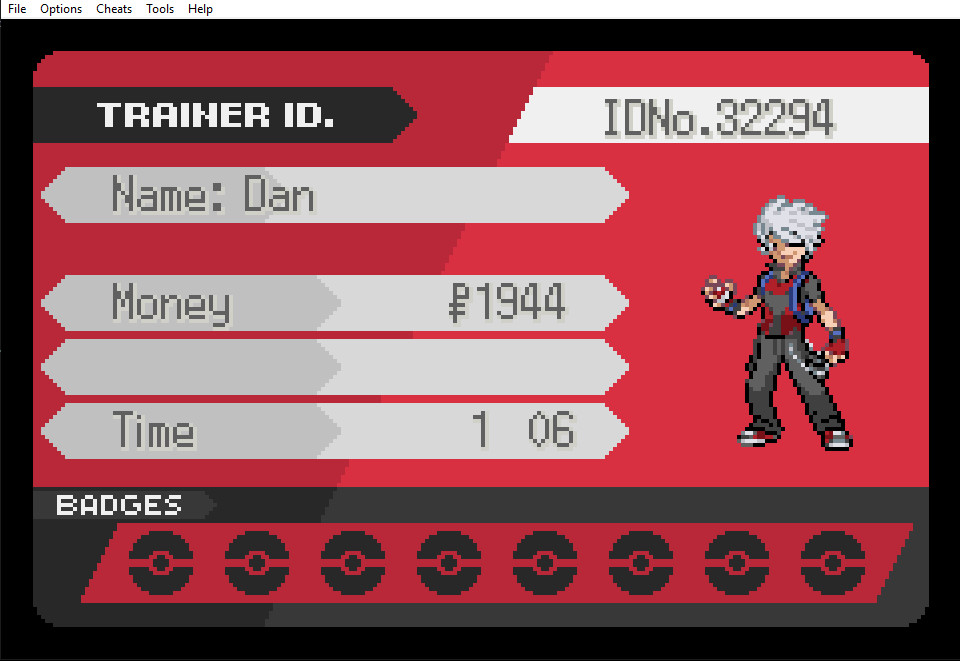 File Options Cheats Tools Help
TRAINER ID. IDNo.32294
Name: Dan
Money ₽1944
Time 1 06
BADGES